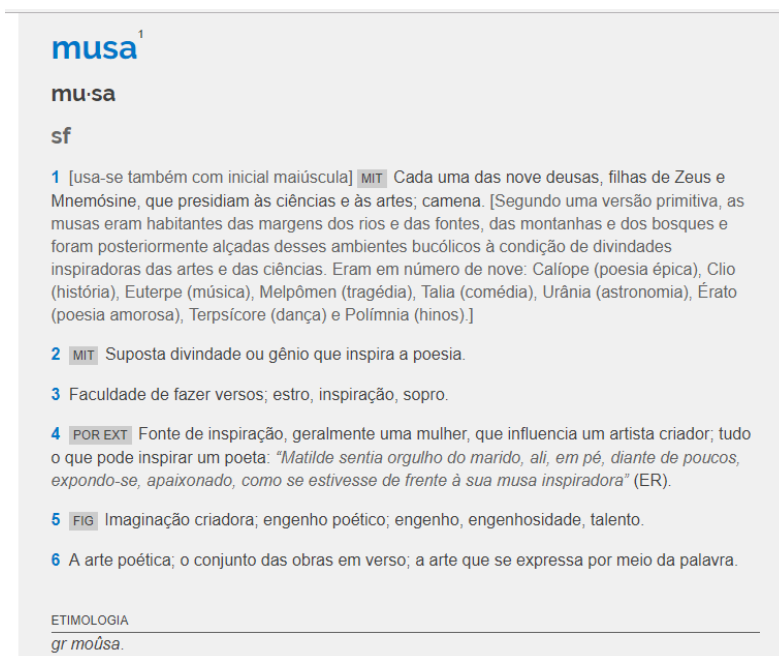 musa¹
mu·sa
sf
1 [usa-se também com inicial maiúscula] MIT Cada uma das nove deusas, filhas de Zeus e
Mnemósine, que presidiam às ciências e às artes; camena. [Segundo uma versão primitiva, as
musas eram habitantes das margens dos rios e das fontes, das montanhas e dos bosques e
foram posteriormente alçadas desses ambientes bucólicos à condição de divindades
inspiradoras das artes e das ciências. Eram em número de nove: Calíope (poesia épica), Clio
(história), Euterpe (música), Melpômen (tragédia), Talia (comédia), Urânia (astronomia), Érato
(poesia amorosa), Terpsícore (dança) e Polímnia (hinos).]
2 MIT Suposta divindade ou gênio que inspira a poesia.
3 Faculdade de fazer versos; estro, inspiração, sopro.
4 POR EXT Fonte de inspiração, geralmente uma mulher, que influencia um artista criador; tudo
o que pode inspirar um poeta: “Matilde sentia orgulho do marido, ali, em pé, diante de poucos,
expondo-se, apaixonado, como se estivesse de frente à sua musa inspiradora” (ER).
5 FIG Imaginação criadora; engenho poético; engenho, engenhosidade, talento.
6 A arte poética; o conjunto das obras em verso; a arte que se expressa por meio da palavra.
ETIMOLOGIA
gr moûsa.